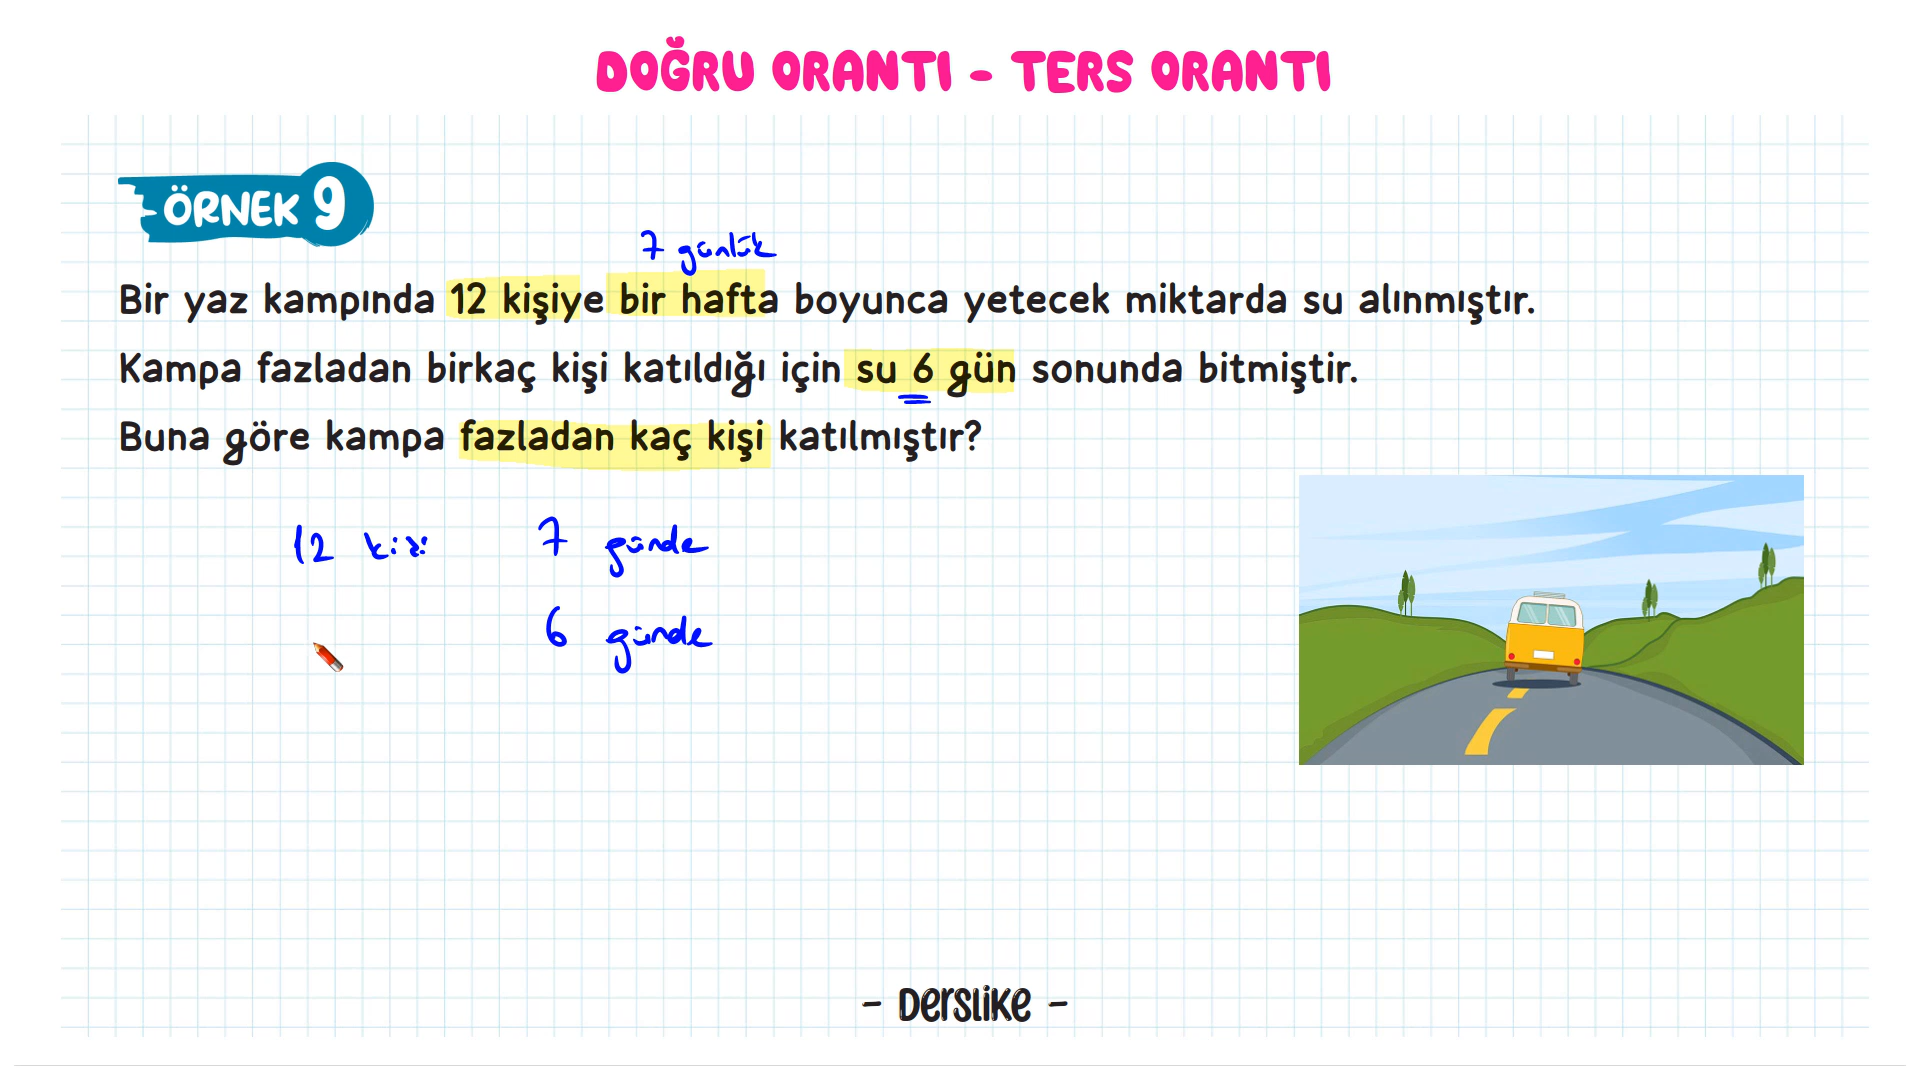 DOĞRU ORANTI - TERS ORANTI
ÖRNEK 9
7 günlük
Bir yaz kampında 12 kişiye bir hafta boyunca yetecek miktarda su alınmıştır.
Kampa fazladan birkaç kişi katıldığı için su 6 gün sonunda bitmiştir.
Buna göre kampa fazladan kaç kişi katılmıştır?
12 kişi 7 günde
6 günde
- Derslike -